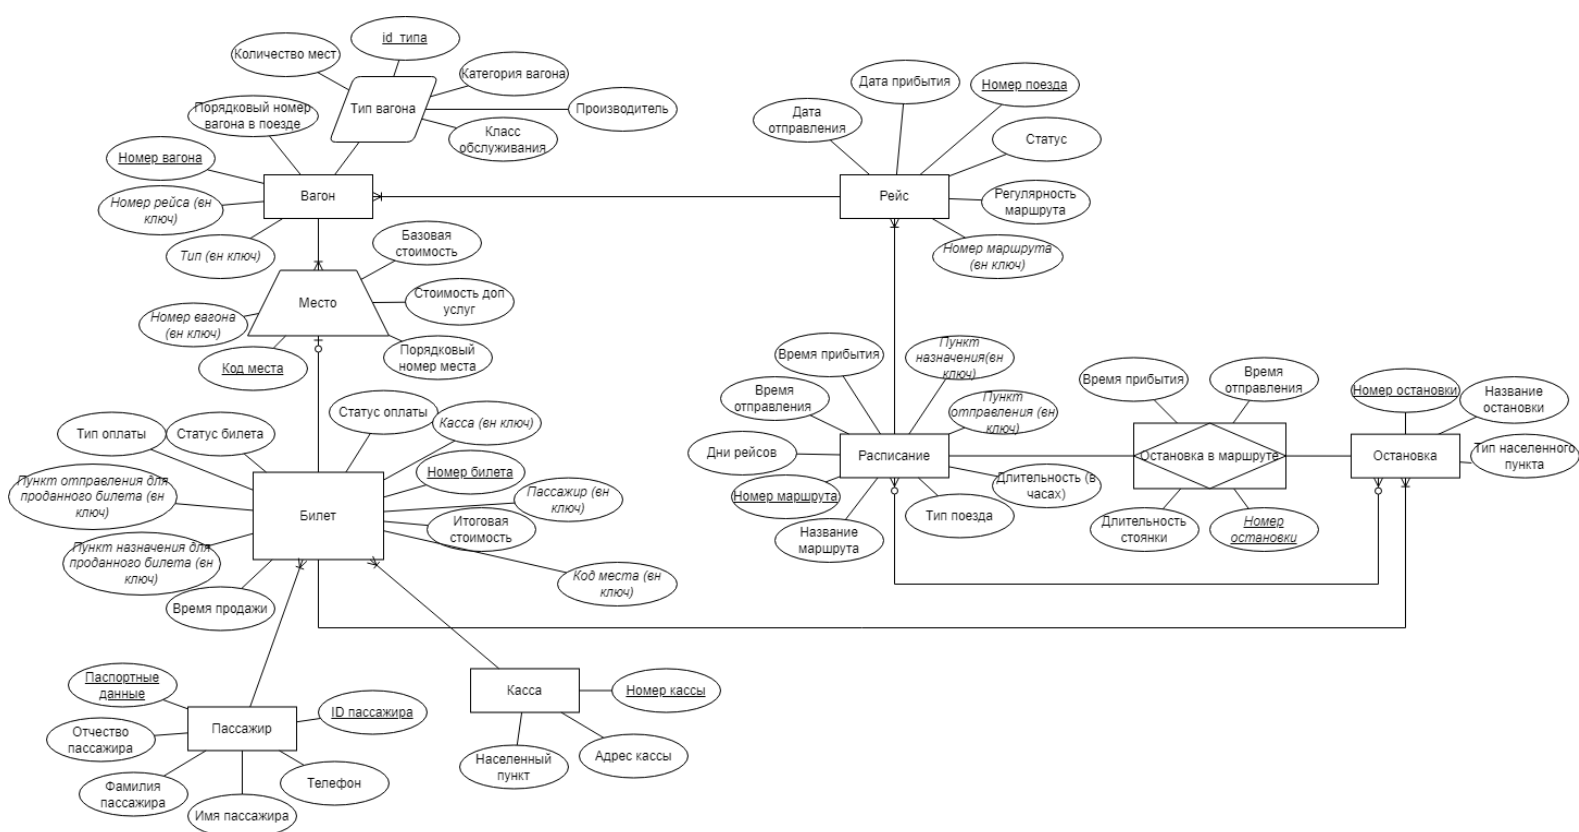 id_типа
Количество мест
Категория вагона
Тип вагона
Производитель
Порядковый номер
вагона в поезде
Класс
обслуживания
Номер вагона
Вагон
Номер рейса (вн
ключ)
Тип (вн ключ)
Дата прибытия
Номер поезда
Дата
отправления
Статус
Рейс
Регулярность
маршрута
Номер маршрута
(вн ключ)
Базовая
стоимость
Место
Стоимость доп
услуг
Номер вагона
(вн ключ)
Порядковый
номер места
Код места
Время прибытия
Пункт
назначения(вн
ключ)
Время
отправления
Пункт
отправления (вн
ключ)
Дни рейсов
Расписание
Номер маршрута
Длительность (в
часах)
Тип поезда
Название
маршрута
Время прибытия
Время
отправления
Остановка в маршруте
Длительность
стоянки
Номер
остановки
Номер остановки
Название
остановки
Остановка
Тип населенного
пункта
Тип оплаты
Статус билета
Статус оплаты
Касса (вн ключ)
Номер билета
Пункт отправления для
проданного билета (вн
ключ)
Билет
Пассажир (вн
ключ)
Итоговая
стоимость
Пункт назначения для
проданного билета (вн
ключ)
Код места (вн
ключ)
Время продажи
Паспортные
данные
Пассажир
ID пассажира
Отчество
пассажира
Фамилия
пассажира
Имя пассажира
Телефон
Касса
Номер кассы
Населенный
пункт
Адрес кассы